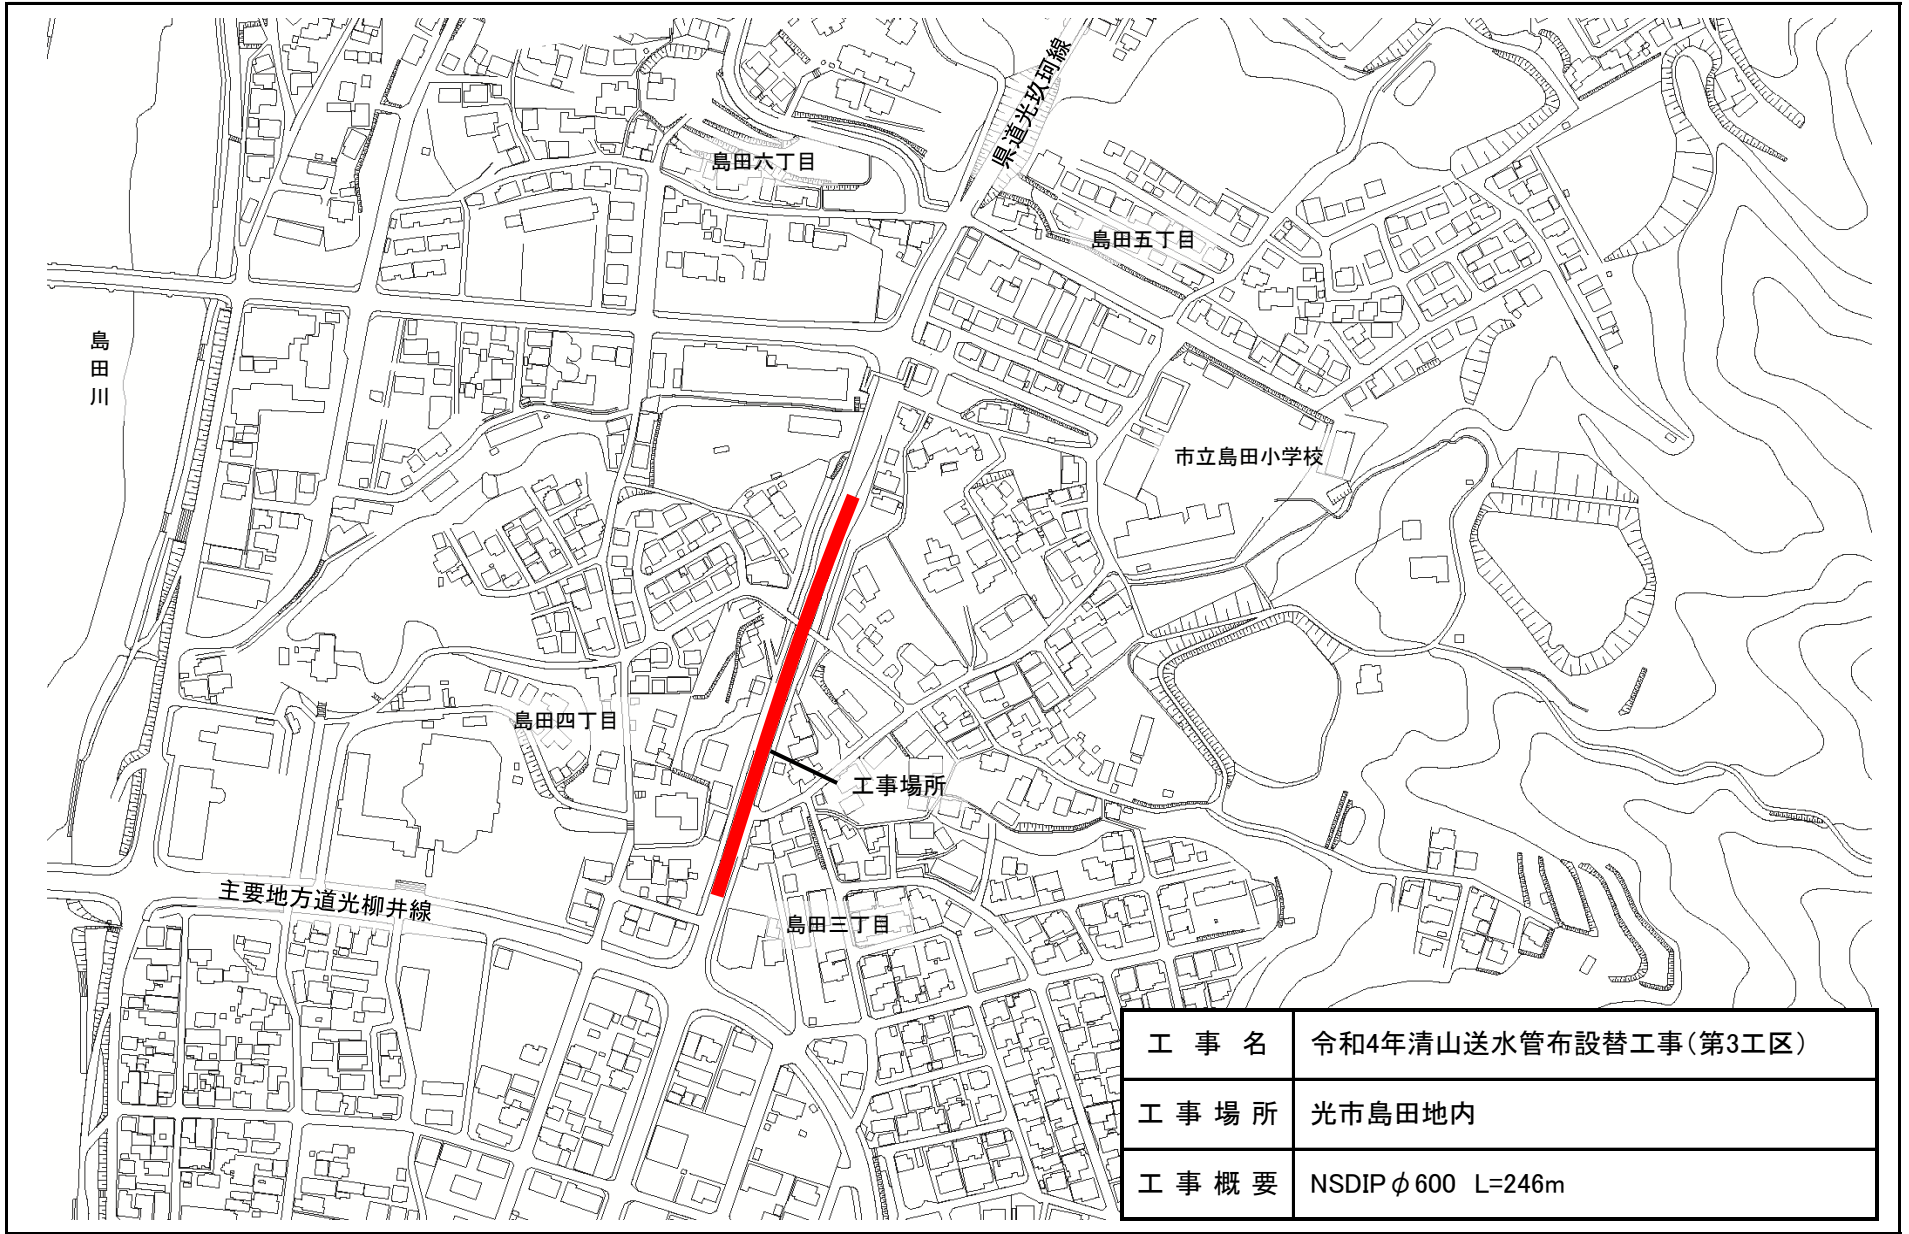 県道光玖珂線
島田六丁目
島田五丁目
島田川
市立島田小学校
島田四丁目
工事場所
主要地方道光柳井線
島田三丁目
工事名 令和4年清山送水管布設替工事(第3工区)
工事場所 光市島田地内
工事概要 NSDIPφ600 L=246m